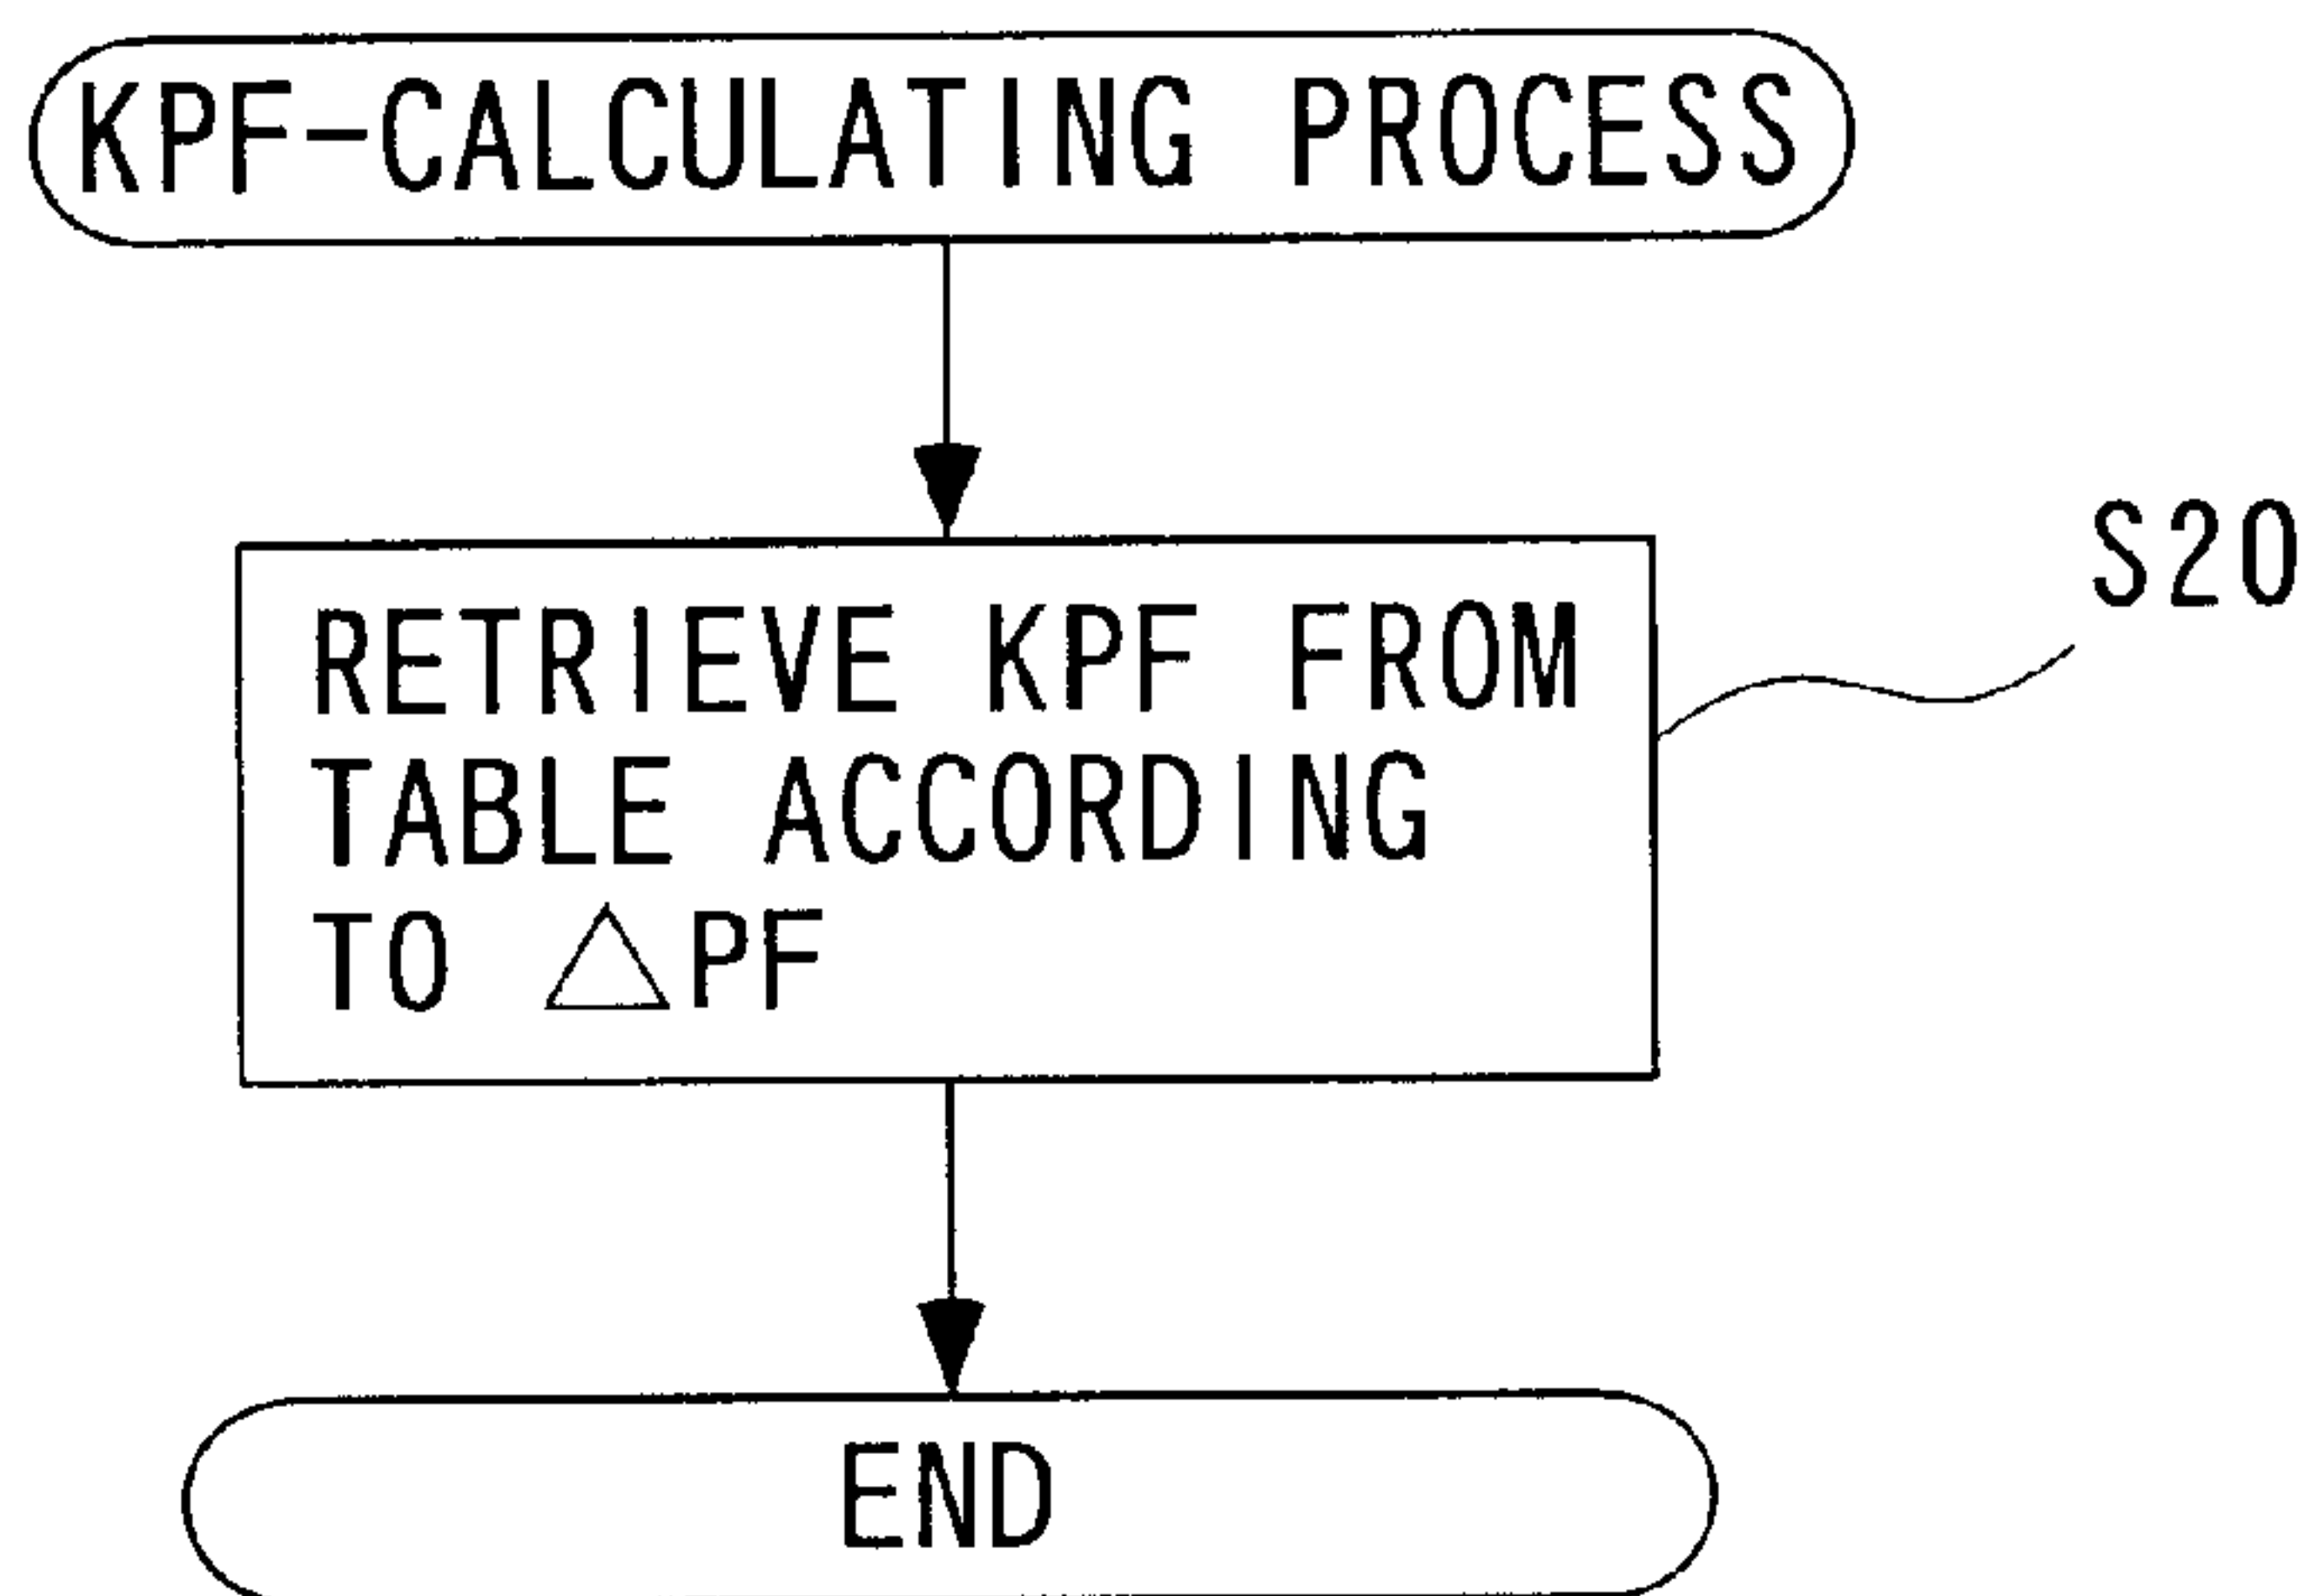 KPF-CALCULATING PROCESS
S20
RETRIEVE KPF FROM
TABLE ACCORDING
TO △PF
END